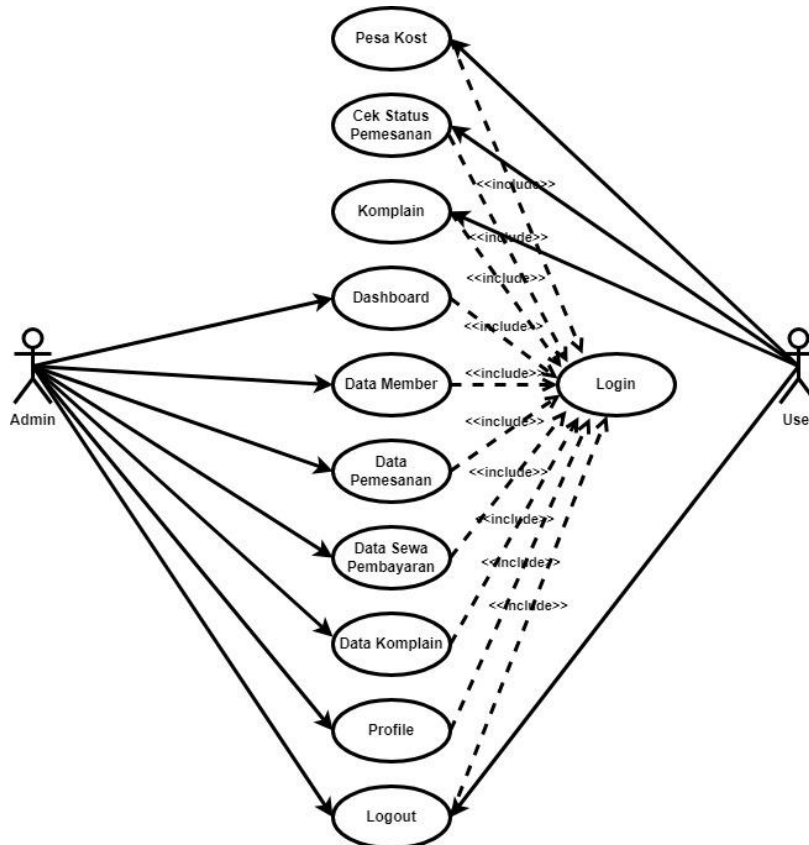 Pesa Kost
Cek Status
Pemesanan
<<include>>
Komplain
<<include>>
<<include>>
Dashboard
<<include>>
Admin
Data Member
<<include>>
Login
Use
<<include>>
Data
Pemesanan
<<include>>
Data Sewa
Pembayaran
<<include>>
<<include>>
Data Komplain
<<include>>
Profile
Logout